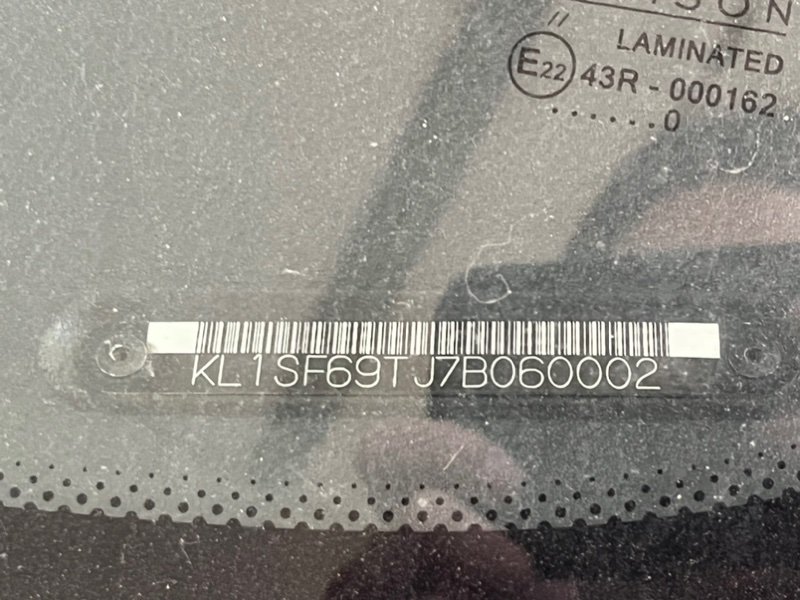 LAMINATED
E22 43R - 000162
. . . . . . 0
KL1SF69TJ7B060002